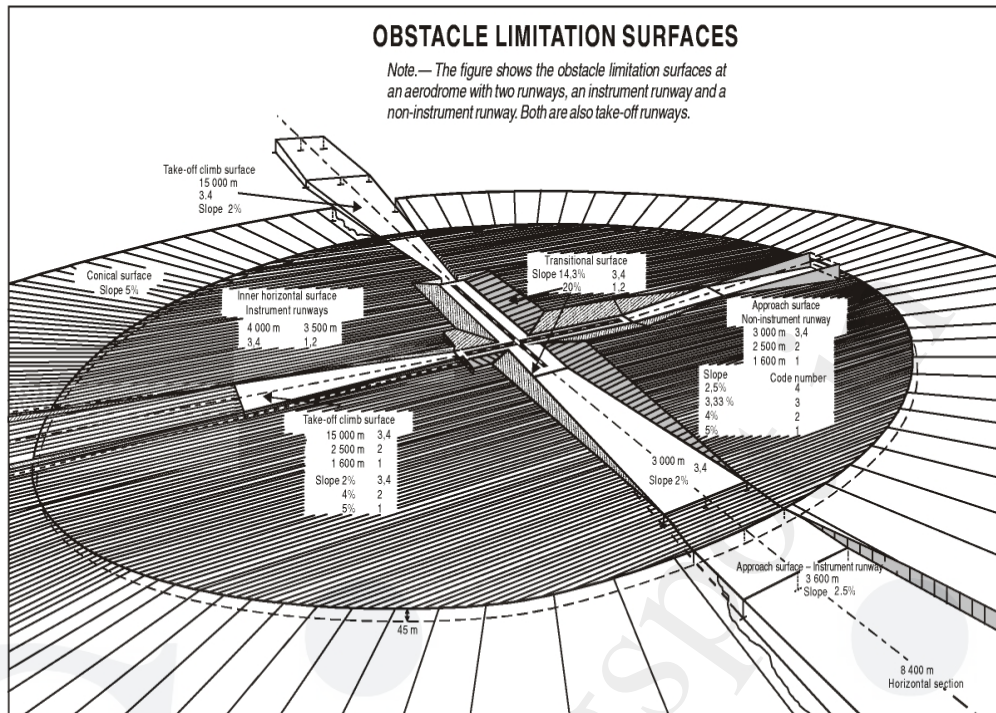 OBSTACLE LIMITATION SURFACES
Note.— The figure shows the obstacle limitation surfaces at
an aerodrome with two runways, an instrument runway and a
non-instrument runway. Both are also take-off runways.
Take-off climb surface
15 000 m
3.4
Slope 2%
Conical surface
Slope 5%
Inner horizontal surface
Instrument runways
4 000 m 3 500 m
3,4 1,2
Transitional surface
Slope 14,3% 3,4
20% 1,2
Approach surface
Non-instrument runway
3 000 m 3,4
2 500 m 2
1 600 m 1
Slope Code number
2,5% 4
3,33 % 3
4% 2
5% 1
Take-off climb surface
15 000 m 3,4
2 500 m 2
1 600 m 1
Slope 2% 3,4
4% 2
5% 1
3 000 m 3,4
Slope 2%
Approach surface – Instrument runway
3 600 m
Slope 2.5%
45 m
8 400 m
Horizontal section